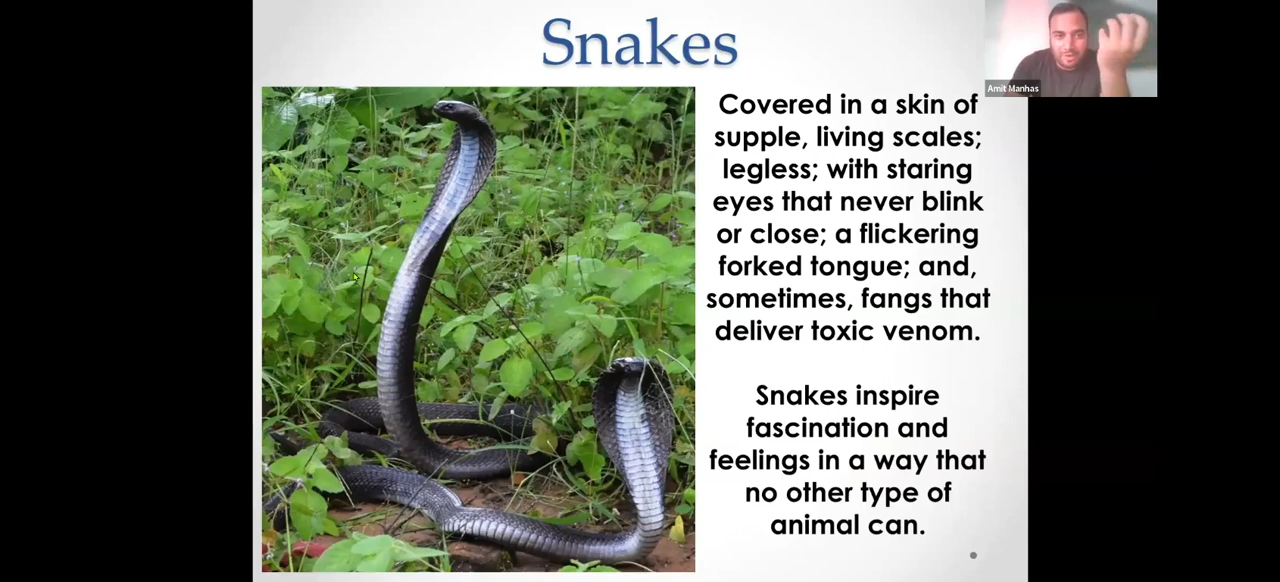 Snakes
Amit Manhas
Covered in a skin of
supple, living scales;
legless; with staring
eyes that never blink
or close; a flickering
forked tongue; and,
sometimes, fangs that
deliver toxic venom.
Snakes inspire
fascination and
feelings in a way that
no other type of
animal can.